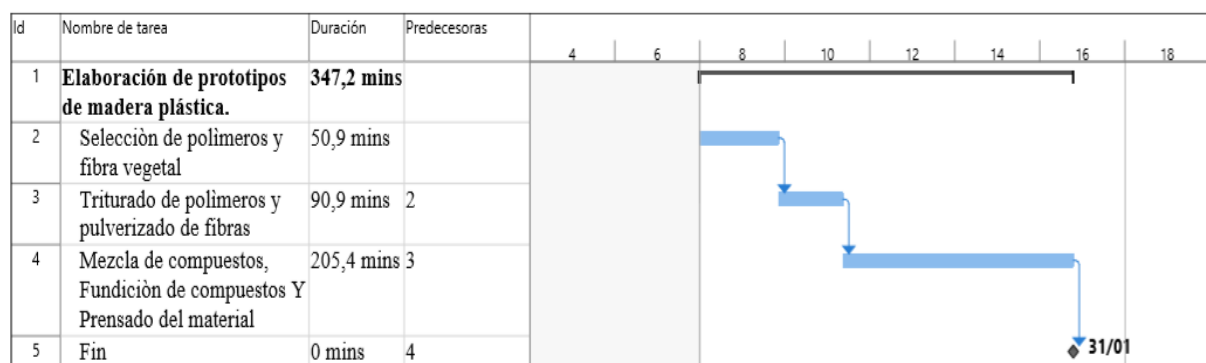 Id Nombre de tarea Duración Predecesoras
4 6 8 10 12 14 16 18
1 Elaboración de prototipos 347,2 mins
de madera plástica.
2 Selecciòn de polìmeros y 50,9 mins
fibra vegetal
3 Triturado de polìmeros y 90,9 mins 2
pulverizado de fibras
4 Mezcla de compuestos, 205,4 mins 3
Fundiciòn de compuestos Y
Prensado del material
5 Fin 0 mins 4
31/01